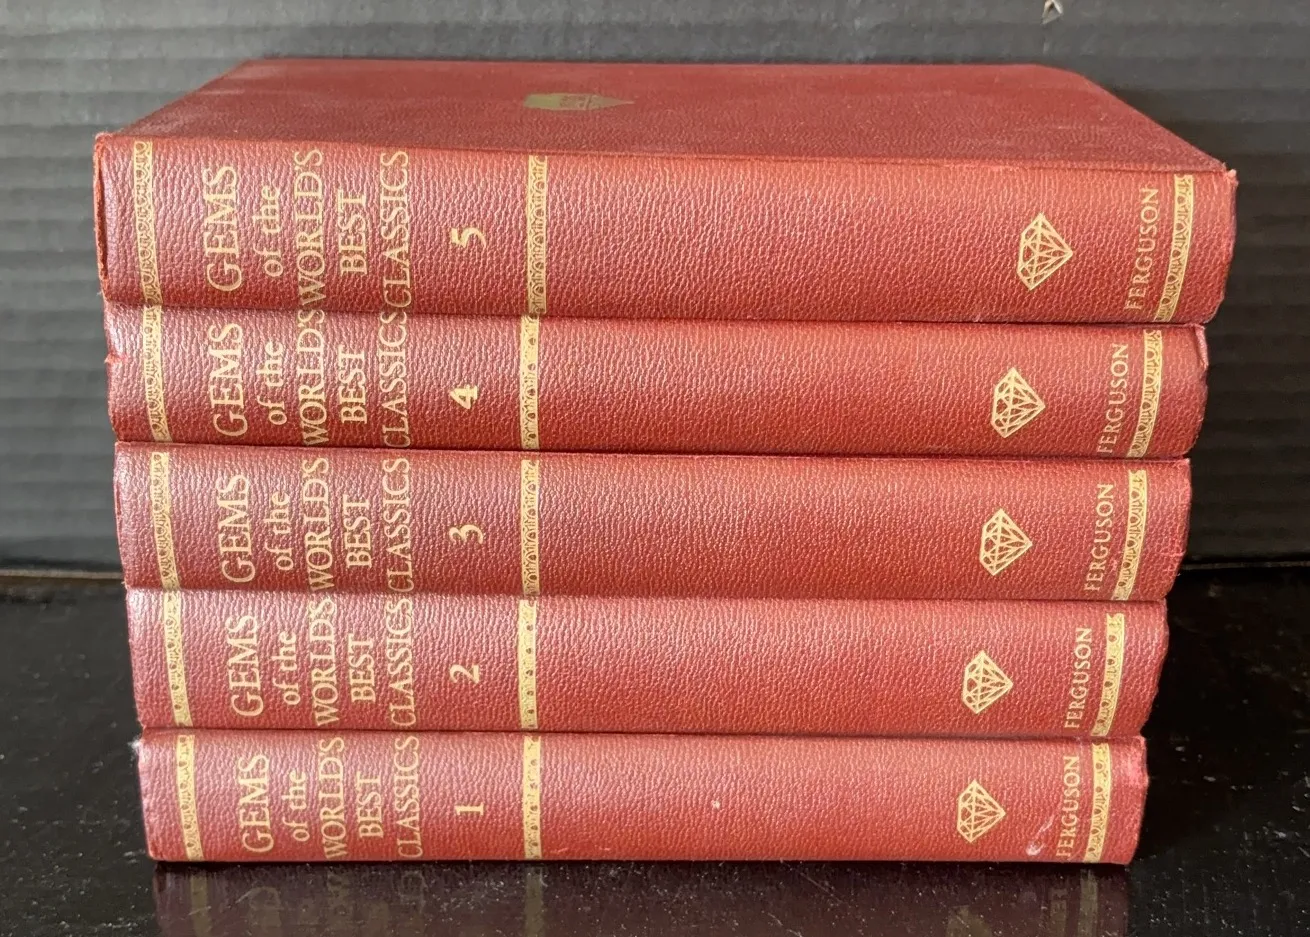 GEMS
of the
WORLD'S
BEST
CLASSICS
5
FERGUSON
GEMS
of the
WORLD'S
BEST
CLASSICS
4
FERGUSON
GEMS
of the
WORLD'S
BEST
CLASSICS
3
FERGUSON
GEMS
of the
WORLD'S
BEST
CLASSICS
2
FERGUSON
GEMS
of the
WORLD'S
BEST
CLASSICS
1
FERGUSON